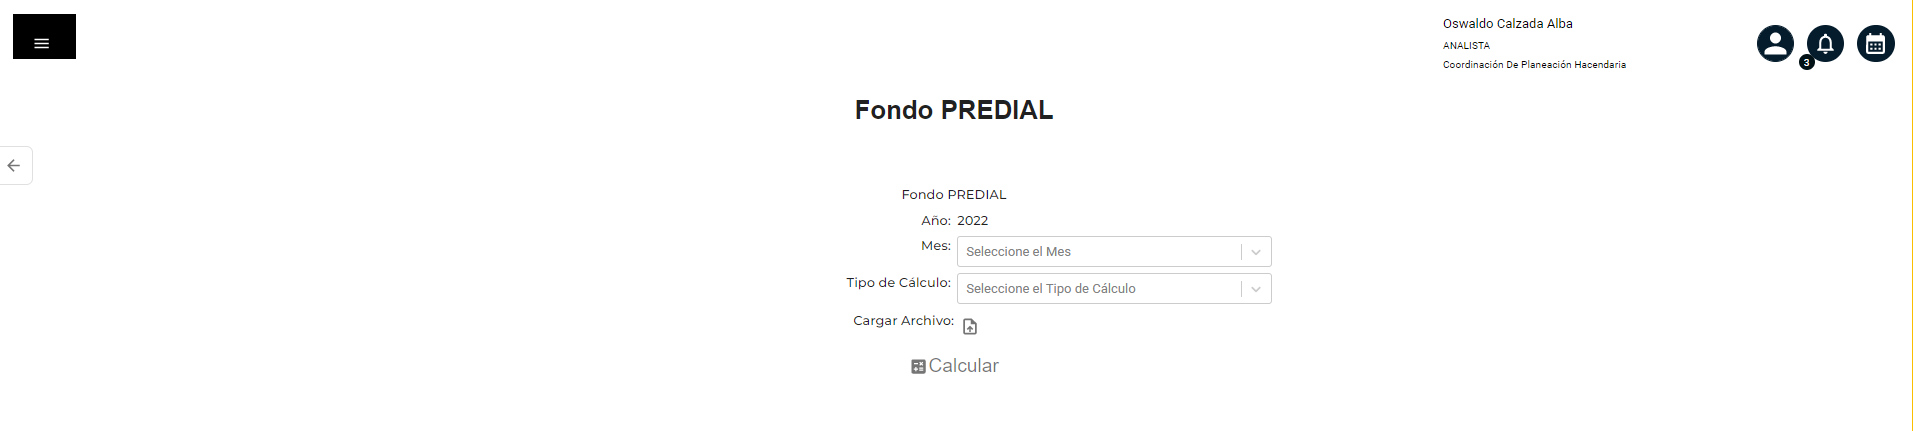 Oswaldo Calzada Alba
ANALISTA
Coordinación De Planeación Hacendaria
3
Fondo PREDIAL
Fondo PREDIAL
Año: 2022
Mes: Seleccione el Mes
Tipo de Cálculo: Seleccione el Tipo de Cálculo
Cargar Archivo:
Calcular